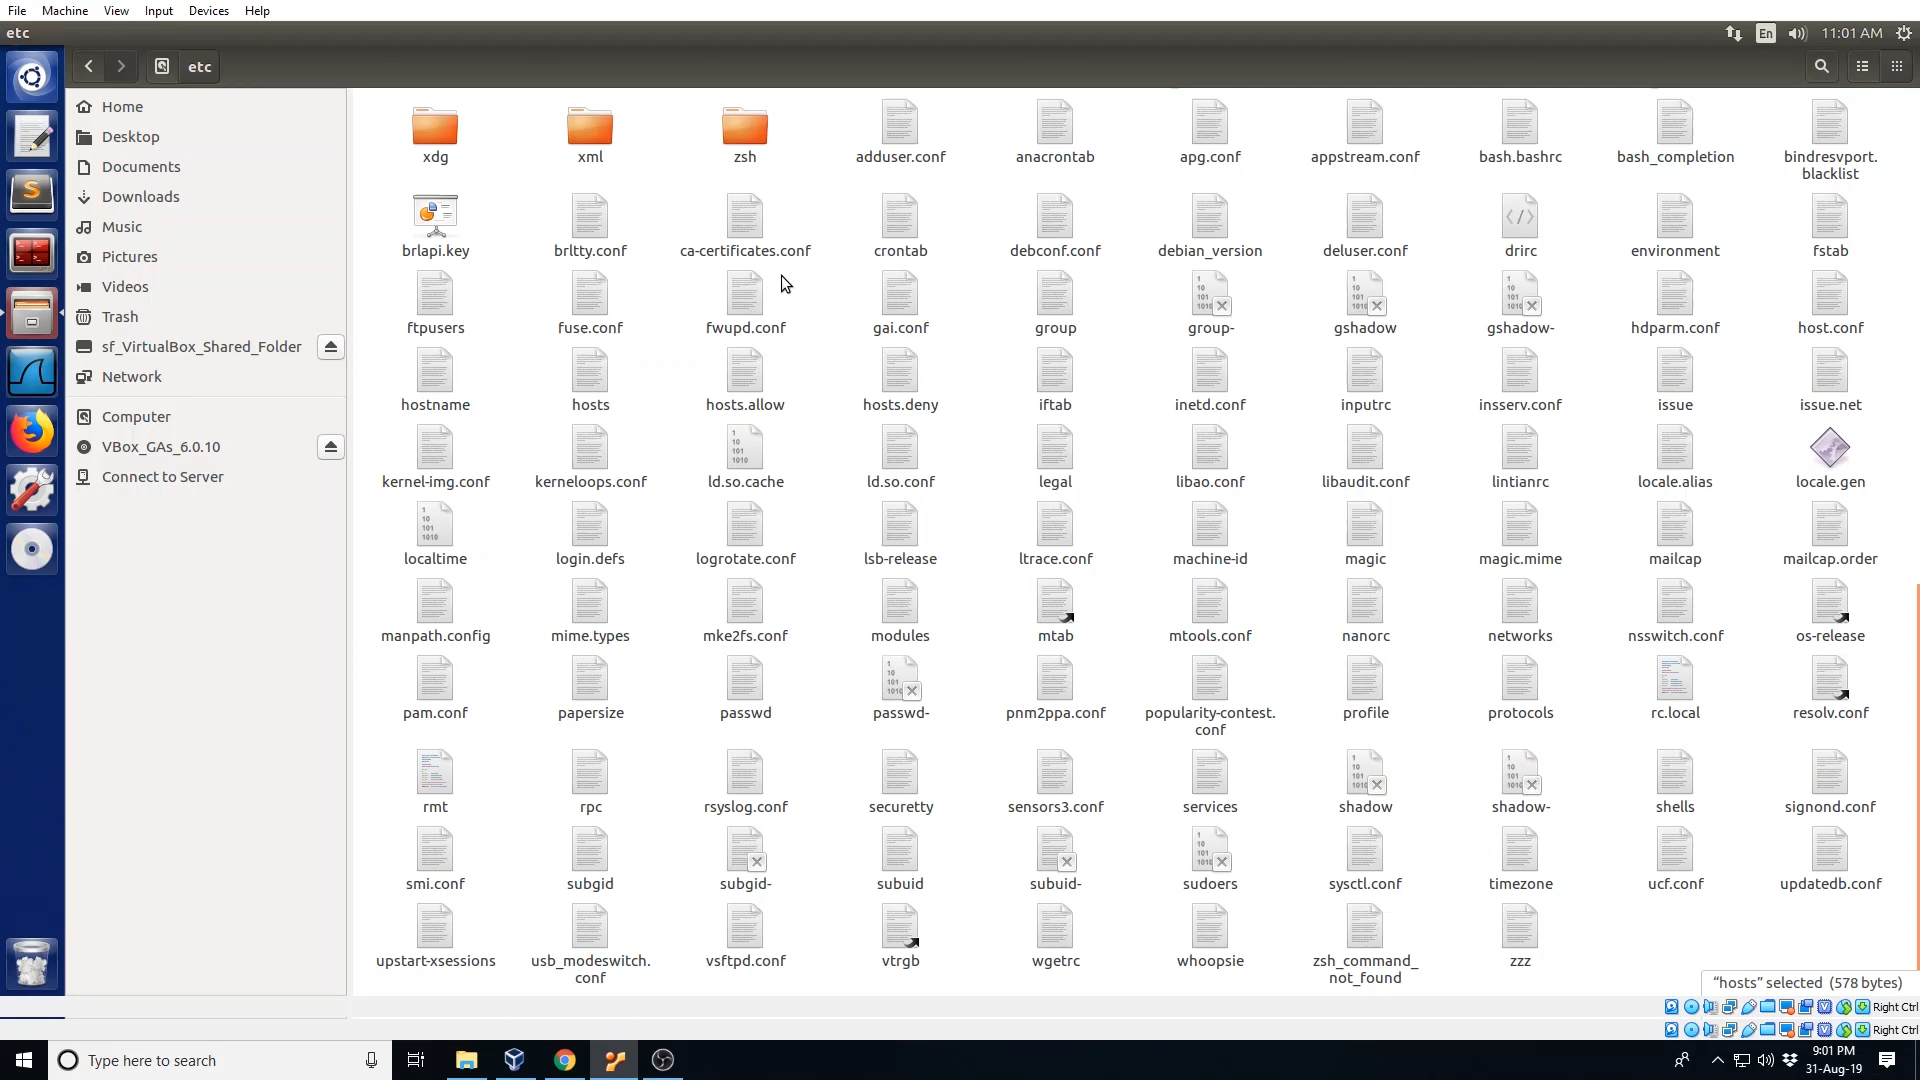 File Machine View Input Devices Help
etc
En 11:01 AM
etc
Home
Desktop
Documents
Downloads
Music
Pictures
Videos
Trash
sf_VirtualBox_Shared_Folder
Network
Computer
VBox_GAs_6.0.10
Connect to Server
xdg xml zsh adduser.conf anacrontab apg.conf appstream.conf bash.bashrc bash_completion bindresvport.
blacklist
brlapi.key brltty.conf ca-certificates.conf crontab debconf.conf debian_version deluser.conf drirc environment fstab
ftpusers fuse.conf fwupd.conf gai.conf group group- gshadow gshadow- hdparm.conf host.conf
hostname hosts hosts.allow hosts.deny iftab inetd.conf inputrc insserv.conf issue issue.net
kernel-img.conf kerneloops.conf ld.so.cache ld.so.conf legal libao.conf libaudit.conf lintianrc locale.alias locale.gen
localtime login.defs logrotate.conf lsb-release ltrace.conf machine-id magic magic.mime mailcap mailcap.order
manpath.config mime.types mke2fs.conf modules mtab mtools.conf nanorc networks nsswitch.conf os-release
pam.conf papersize passwd passwd- pnm2ppa.conf popularity-contest. profile protocols rc.local resolv.conf
conf
rmt rpc rsyslog.conf securetty sensors3.conf services shadow shadow- shells signond.conf
smi.conf subgid subgid- subuid subuid- sudoers sysctl.conf timezone ucf.conf updatedb.conf
upstart-xsessions usb_modeswitch. vsftpd.conf vtrgb wgetrc whoopsie zsh_command_ zzz
conf not_found
"hosts" selected (578 bytes)
Right Ctrl
Right Ctrl
Type here to search
9:01 PM
31-Aug-19